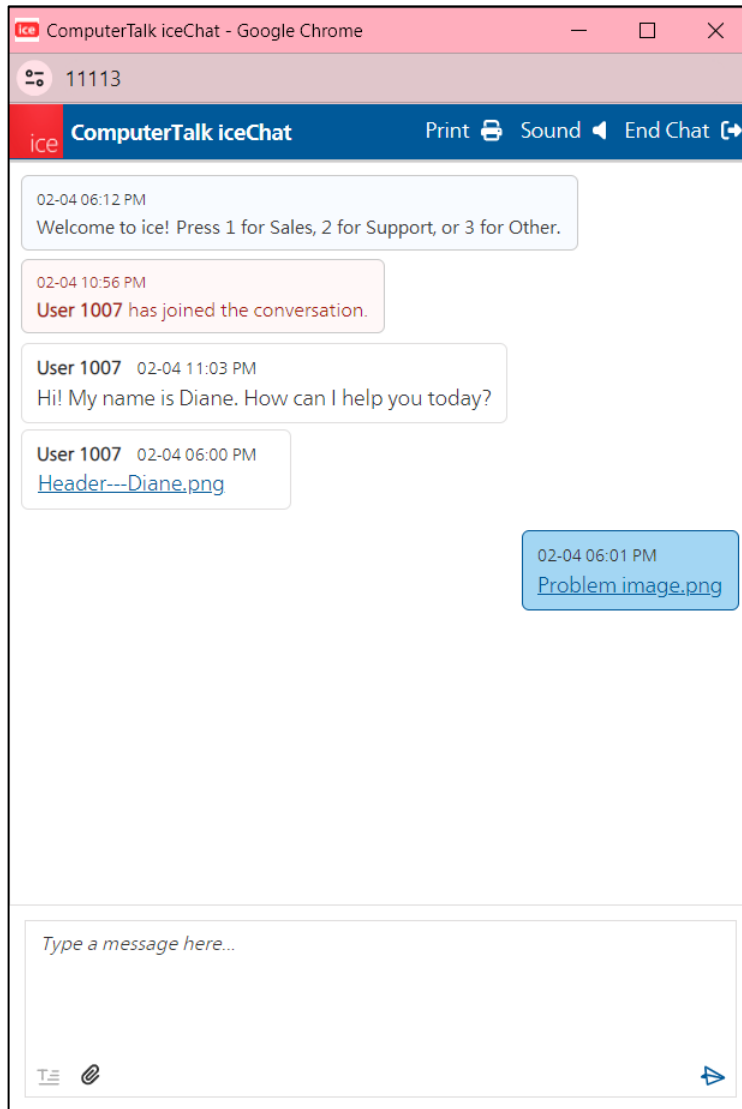 ice ComputerTalk iceChat - Google Chrome
11113
ice ComputerTalk iceChat Print Sound End Chat
02-04 06:12 PM
Welcome to ice! Press 1 for Sales, 2 for Support, or 3 for Other.
02-04 10:56 PM
User 1007 has joined the conversation.
User 1007 02-04 11:03 PM
Hi! My name is Diane. How can I help you today?
User 1007 02-04 06:00 PM
Header---Diane.png
02-04 06:01 PM
Problem image.png
Type a message here...
T